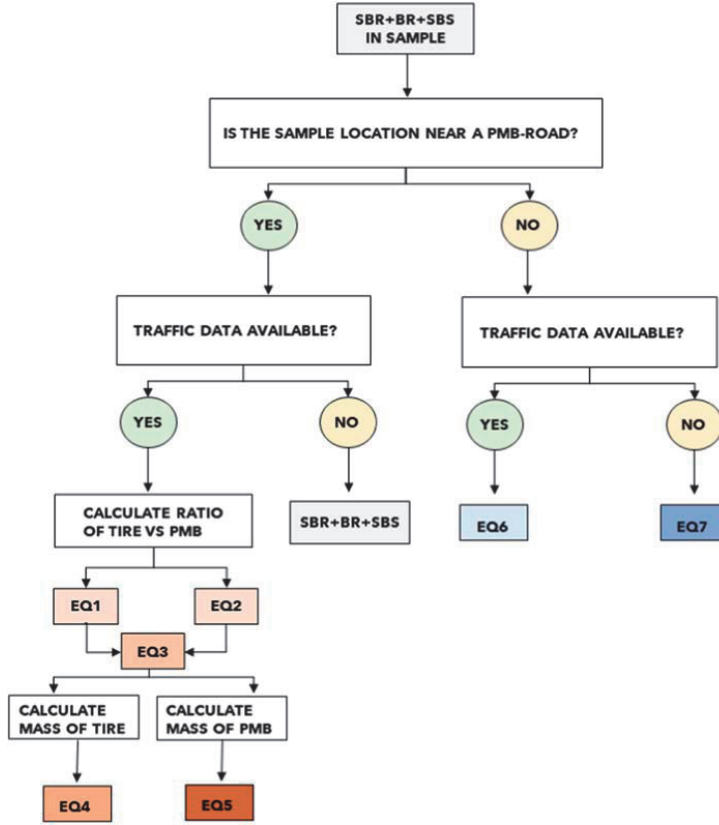 SBR+BR+SBS
IN SAMPLE
IS THE SAMPLE LOCATION NEAR A PMB-ROAD?
YES
NO
TRAFFIC DATA AVAILABLE?
TRAFFIC DATA AVAILABLE?
YES
NO
YES
NO
CALCULATE RATIO
OF TIRE VS PMB
SBR+BR+SBS
EQ6
EQ7
EQ1
EQ2
EQ3
CALCULATE
MASS OF TIRE
CALCULATE
MASS OF PMB
EQ4
EQ5